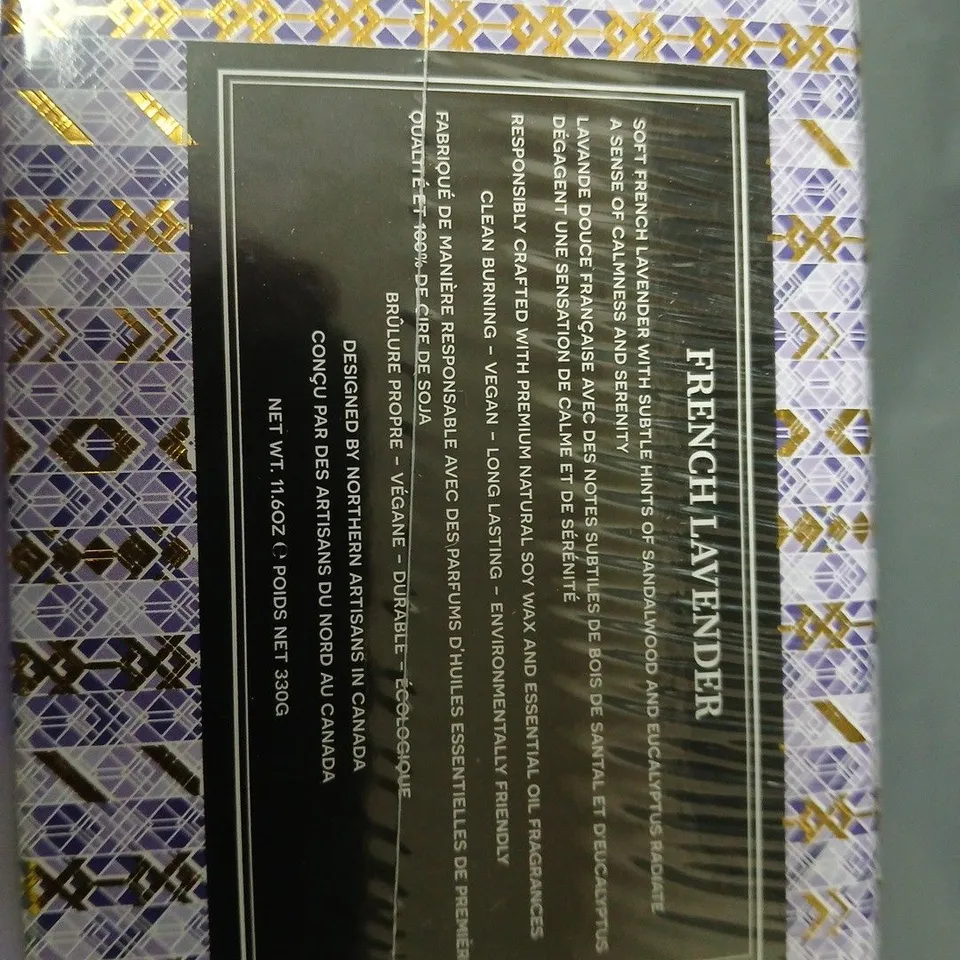 FRENCH LAVENDER
SOFT FRENCH LAVENDER WITH SUBTLE HINTS OF SANDALWOOD AND EUCALYPTUS RADIATE
A SENSE OF CALMNESS AND SERENITY
LAVANDE DOUCE FRANÇAISE AVEC DES NOTES SUBTILES DE BOIS DE SANTAL ET D'EUCALYPTUS
DÉGAGENT UNE SENSATION DE CALME ET DE SÉRÉNITÉ
RESPONSIBLY CRAFTED WITH PREMIUM NATURAL SOY WAX AND ESSENTIAL OIL FRAGRANCES
CLEAN BURNING – VEGAN – LONG LASTING – ENVIRONMENTALLY FRIENDLY
FABRIQUÉ DE MANIÈRE RESPONSABLE AVEC DES PARFUMS D'HUILES ESSENTIELLES DE PREMIÈR
QUALITÉ ET 100% DE CIRE DE SOJA
BRÛLURE PROPRE – VÉGANE – DURABLE – ÉCOLOGIQUE
DESIGNED BY NORTHERN ARTISANS IN CANADA
CONÇU PAR DES ARTISANS DU NORD AU CANADA
NET WT. 11.6OZ ℮ POIDS NET 330G